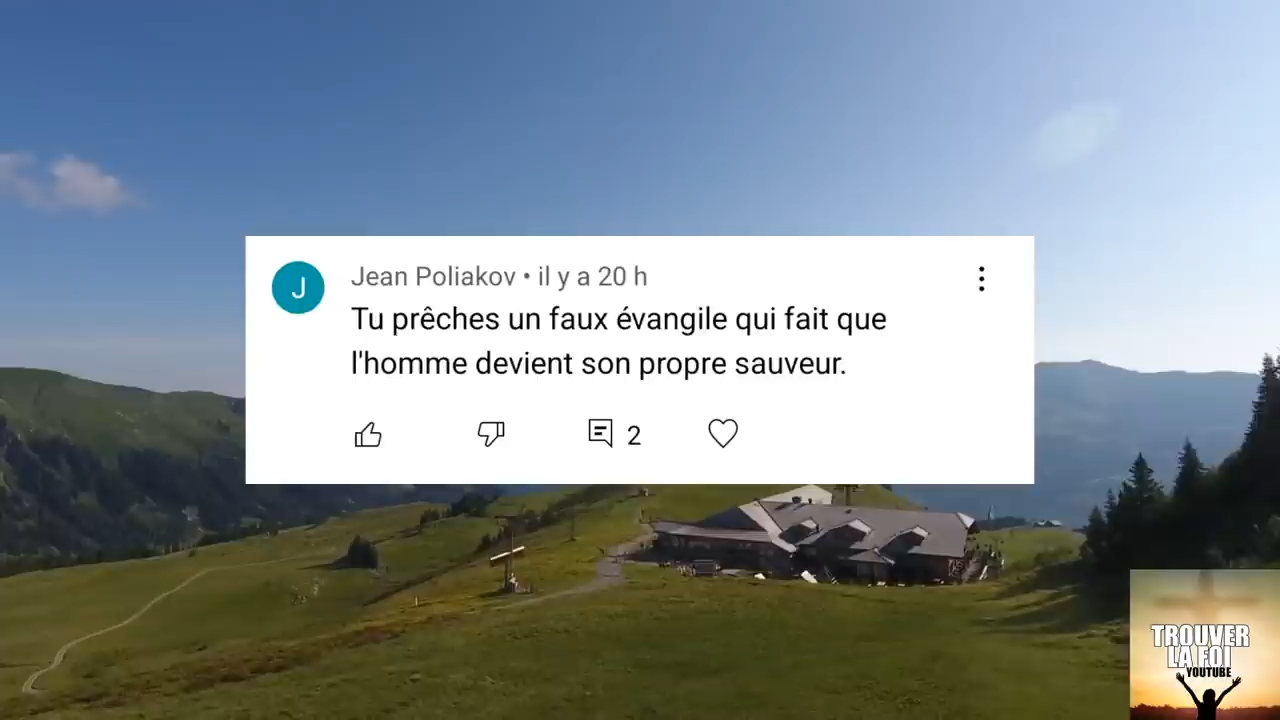 Jean Poliakov • il y a 20 h
Tu prêches un faux évangile qui fait que
l'homme devient son propre sauveur.
2
J
TROUVER
LA FOI
YOUTUBE